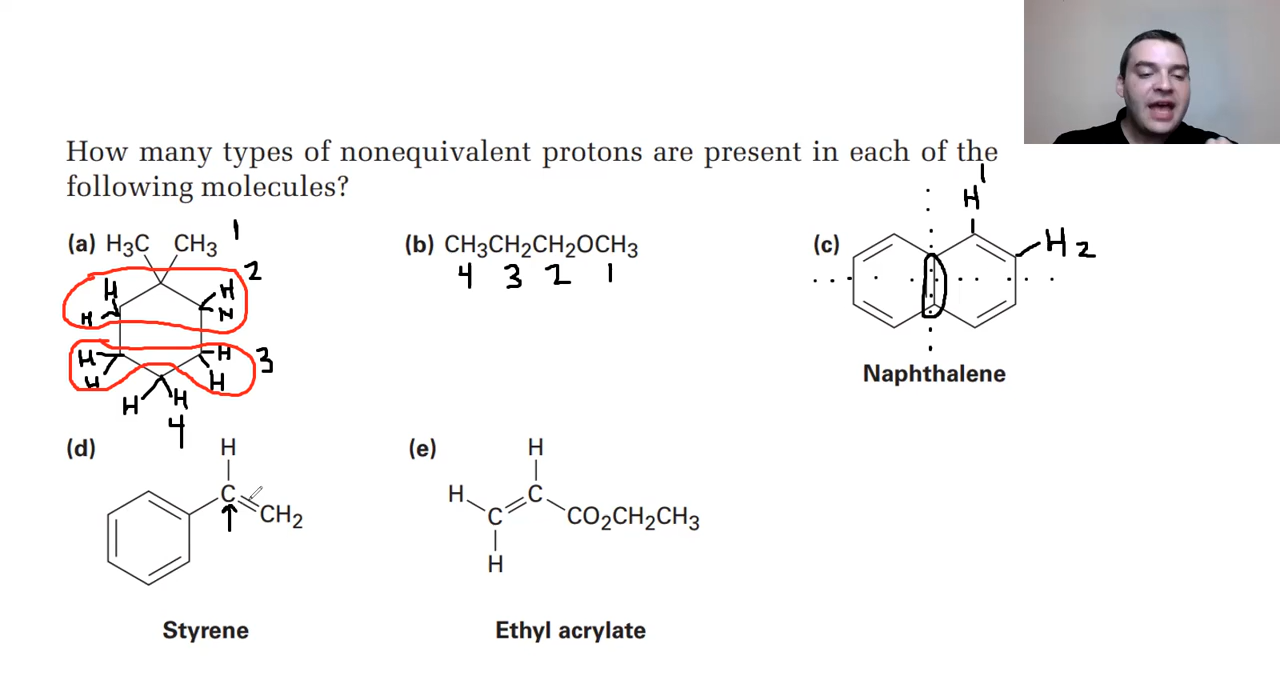 How many types of nonequivalent protons are present in each of the
following molecules?
(a) H3C CH3 1
2
H H
H H
H H 3
H H
H H
4
(b) CH3CH2CH2OCH3
4 3 2 1
(c)
1
H
H 2
Naphthalene
(d)
H
C
CH2
Styrene
(e)
H
H C
C CO2CH2CH3
H
Ethyl acrylate